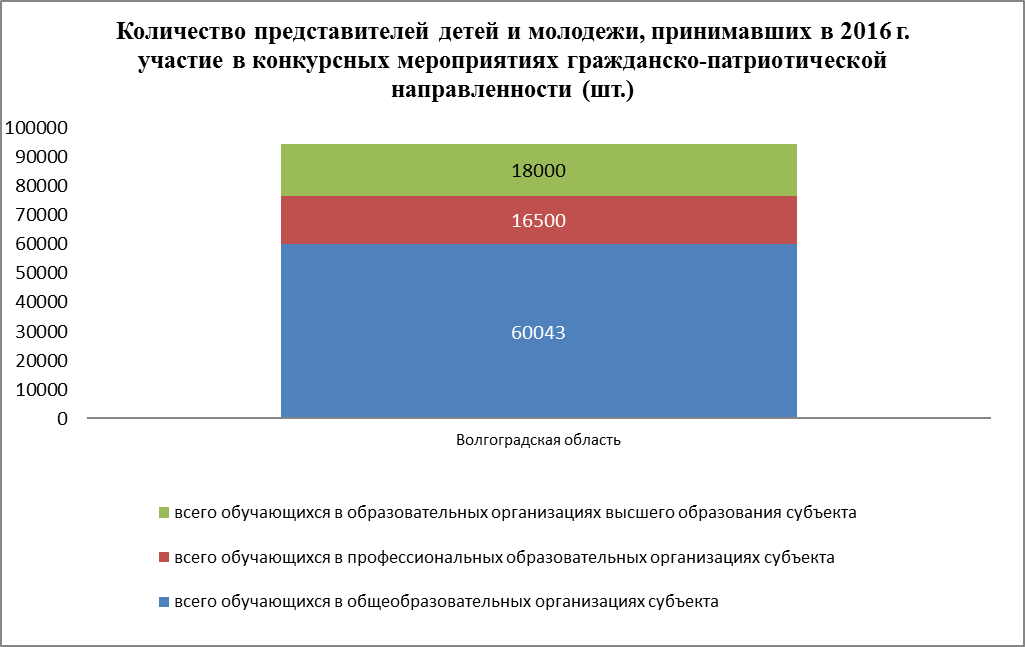 Количество представителей детей и молодежи, принимавших в 2016 г.
участие в конкурсных мероприятиях гражданско-патриотической
направленности (шт.)
100000
90000
80000
70000
60000
50000
40000
30000
20000
10000
0
18000
16500
60043
Волгоградская область
всего обучающихся в образовательных организациях высшего образования субъекта
всего обучающихся в профессиональных образовательных организациях субъекта
всего обучающихся в общеобразовательных организациях субъекта